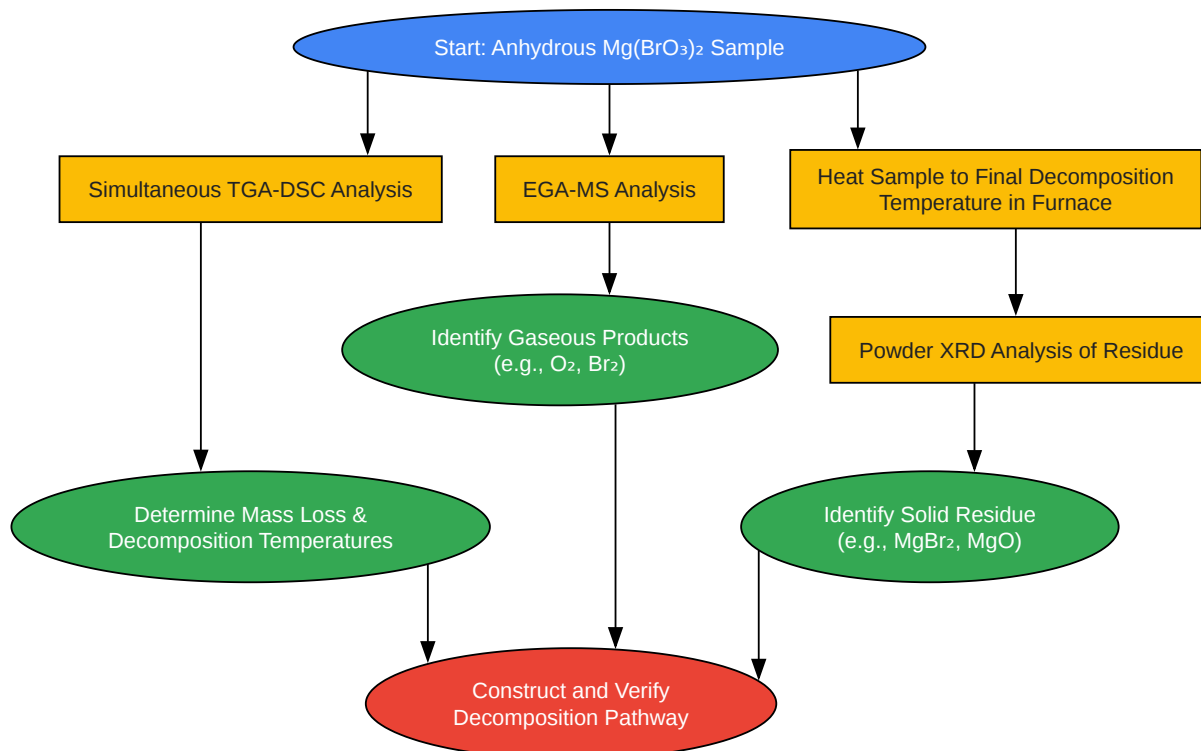 Start: Anhydrous Mg(BrO₃)₂ Sample
Simultaneous TGA-DSC Analysis
EGA-MS Analysis
Heat Sample to Final Decomposition
Temperature in Furnace
Identify Gaseous Products
(e.g., O₂, Br₂)
Powder XRD Analysis of Residue
Determine Mass Loss &
Decomposition Temperatures
Identify Solid Residue
(e.g., MgBr₂, MgO)
Construct and Verify
Decomposition Pathway